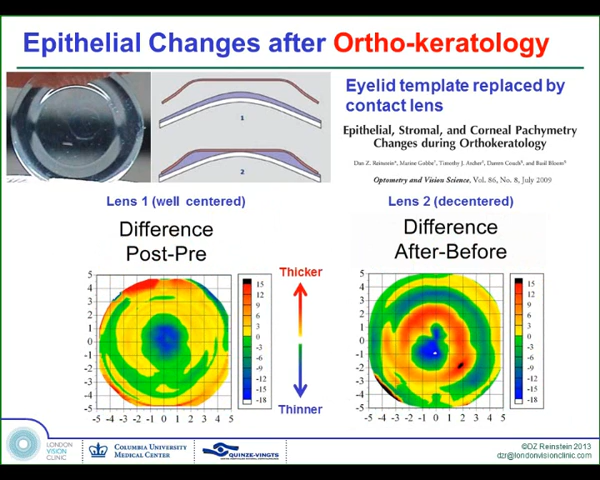 Epithelial Changes after Ortho-keratology
1
2
Eyelid template replaced by
contact lens
Epithelial, Stromal, and Corneal Pachymetry
Changes during Orthokeratology
Dan Z. Reinstein*, Marine Gobbe†, Timothy J. Archer‡, Darren Couch§, and Basil Bloom§
Optometry and Vision Science, Vol. 86, No. 8, July 2009
Lens 1 (well centered)
Difference
Post-Pre
5
4
3
2
1
0
-1
-2
-3
-4
-5
-5 -4 -3 -2 -1 0 1 2 3 4 5
15
12
9
6
3
0
-3
-6
-9
-12
-15
-18
Thicker
Thinner
Lens 2 (decentered)
Difference
After-Before
5
4
3
2
1
0
-1
-2
-3
-4
-5
-5 -4 -3 -2 -1 0 1 2 3 4 5
15
12
9
6
3
0
-3
-6
-9
-12
-15
-18
LONDON
VISION
CLINIC
COLUMBIA UNIVERSITY
MEDICAL CENTER
QUINZE-VINGTS
©DZ Reinstein 2013
dzr@londonvisionclinic.com